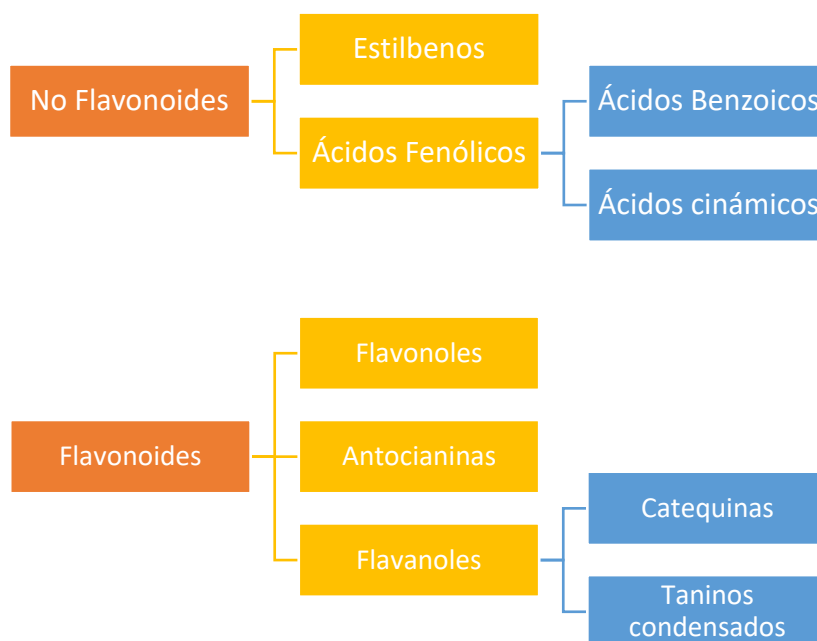 Estilbenos
No Flavonoides
Ácidos Benzoicos
Ácidos Fenólicos
Ácidos cinámicos
Flavonoles
Flavonoides
Antocianinas
Catequinas
Flavanoles
Taninos
condensados